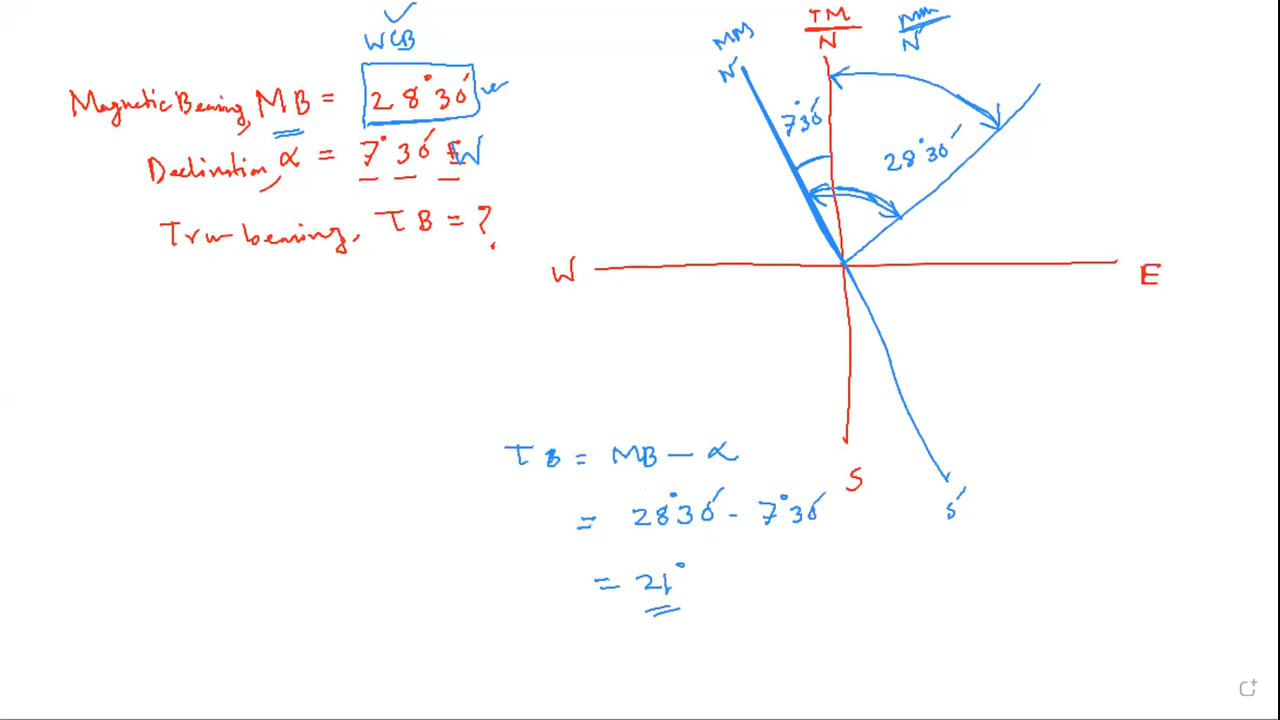 WCB
Magnetic Bearing, MB = 28°30'
Declination, α = 7°30' W
True bearing, TB = ?
MM
N'
TM
N
MM
N'
7°30'
28°30'
W
E
S
S'
TB = MB - α
= 28°30' - 7°30'
= 21°